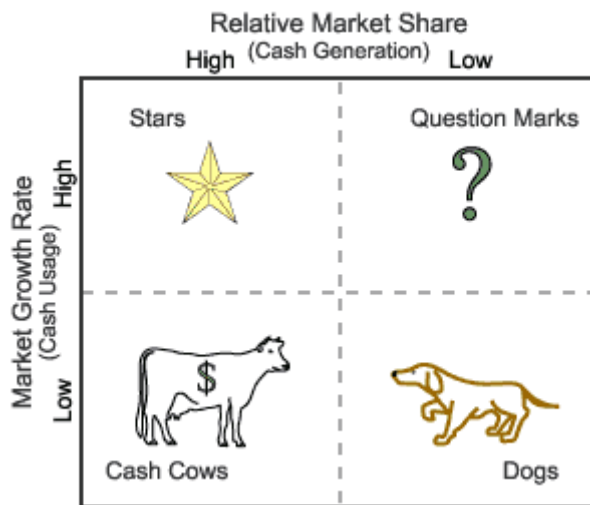 Relative Market Share
(Cash Generation)
High
Low
Stars
Question Marks
?
Market Growth Rate
(Cash Usage)
High
Low
$
Cash Cows
Dogs